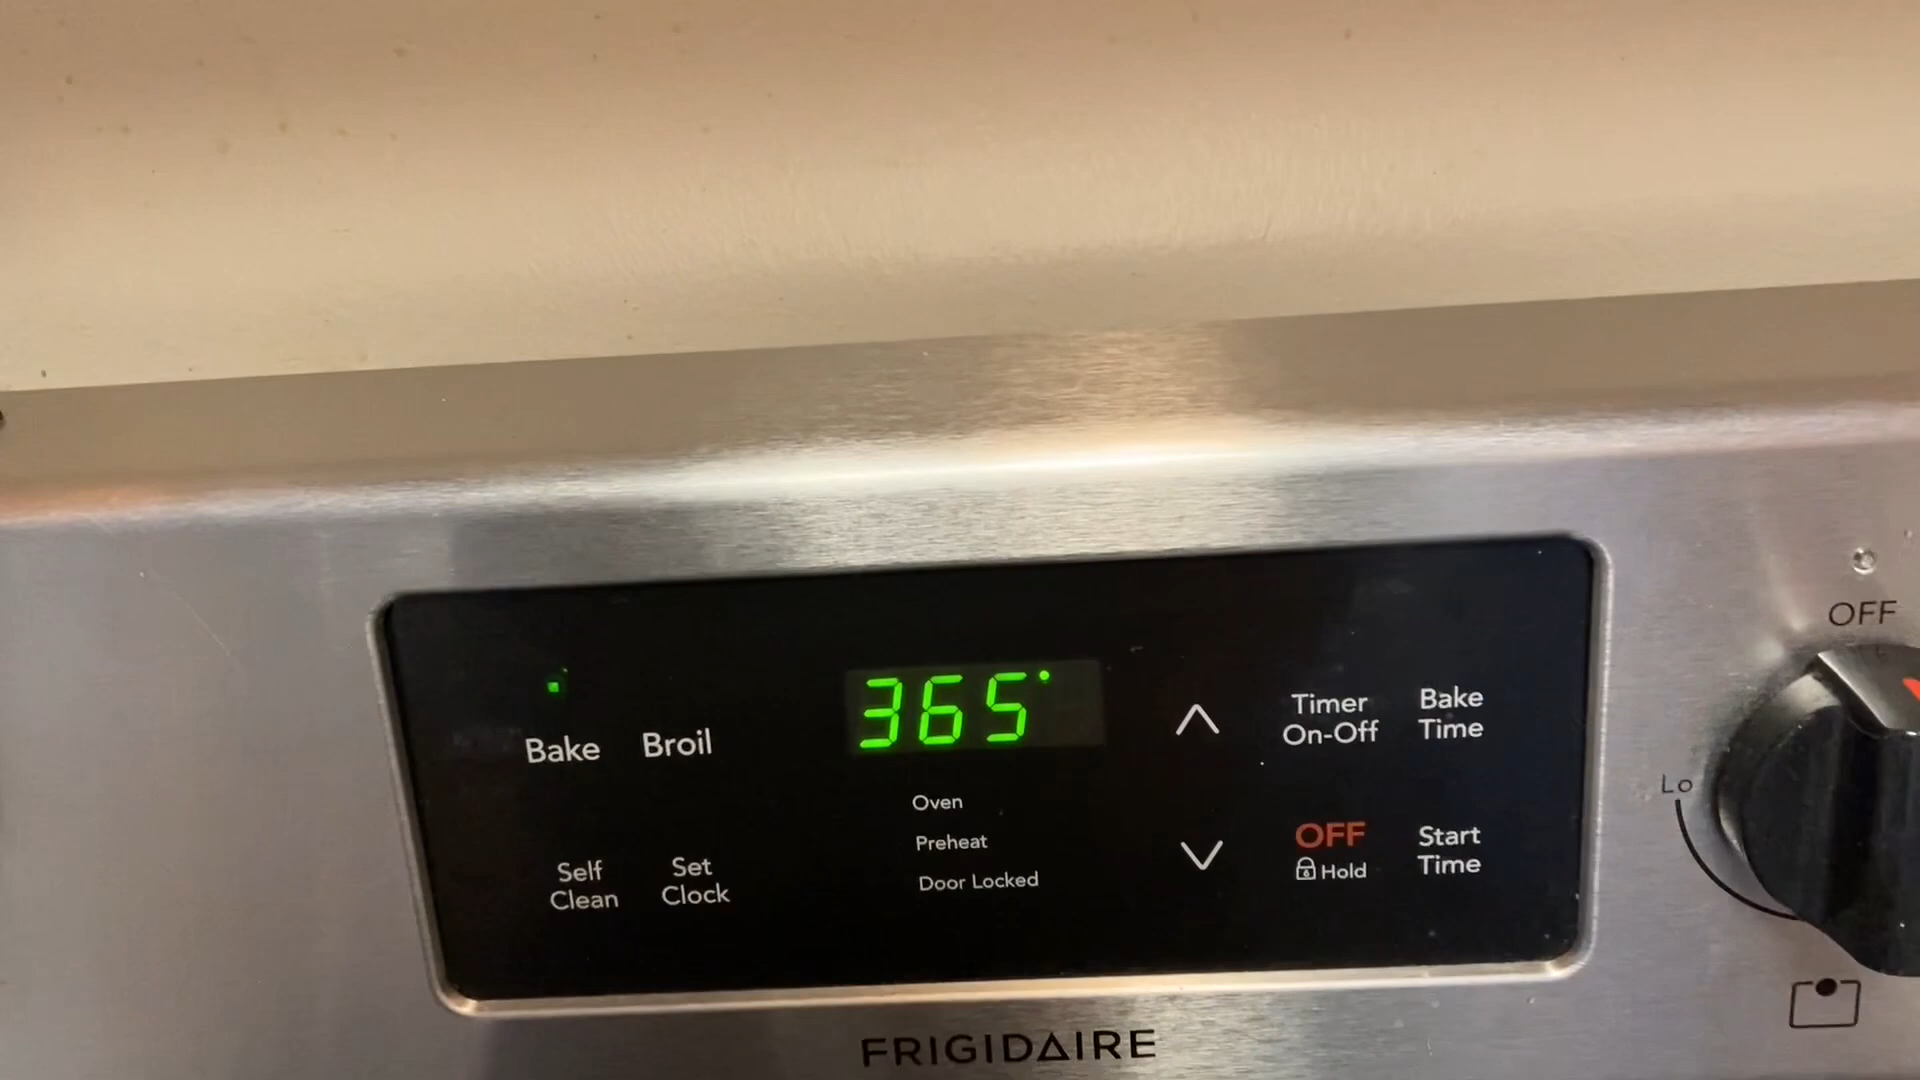 365°
Bake
Broil
Oven
Preheat
Door Locked
Self
Clean
Set
Clock
Timer
On-Off
Bake
Time
OFF
Hold
Start
Time
OFF
Lo
FRIGIDAIRE